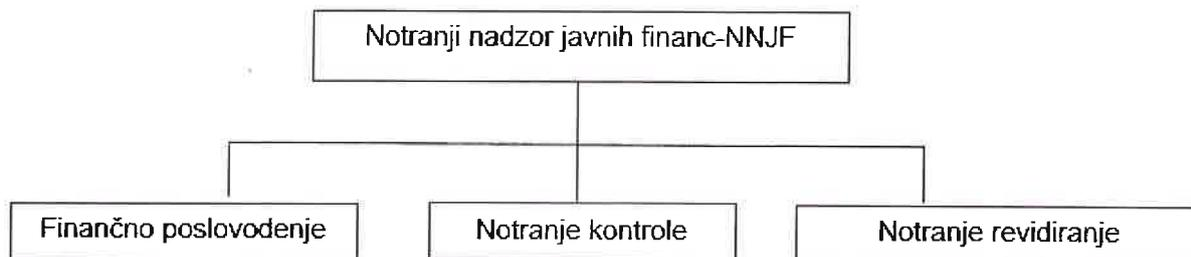 Notranji nadzor javnih financ-NNJF
Finančno poslovodenje
Notranje kontrole
Notranje revidiranje